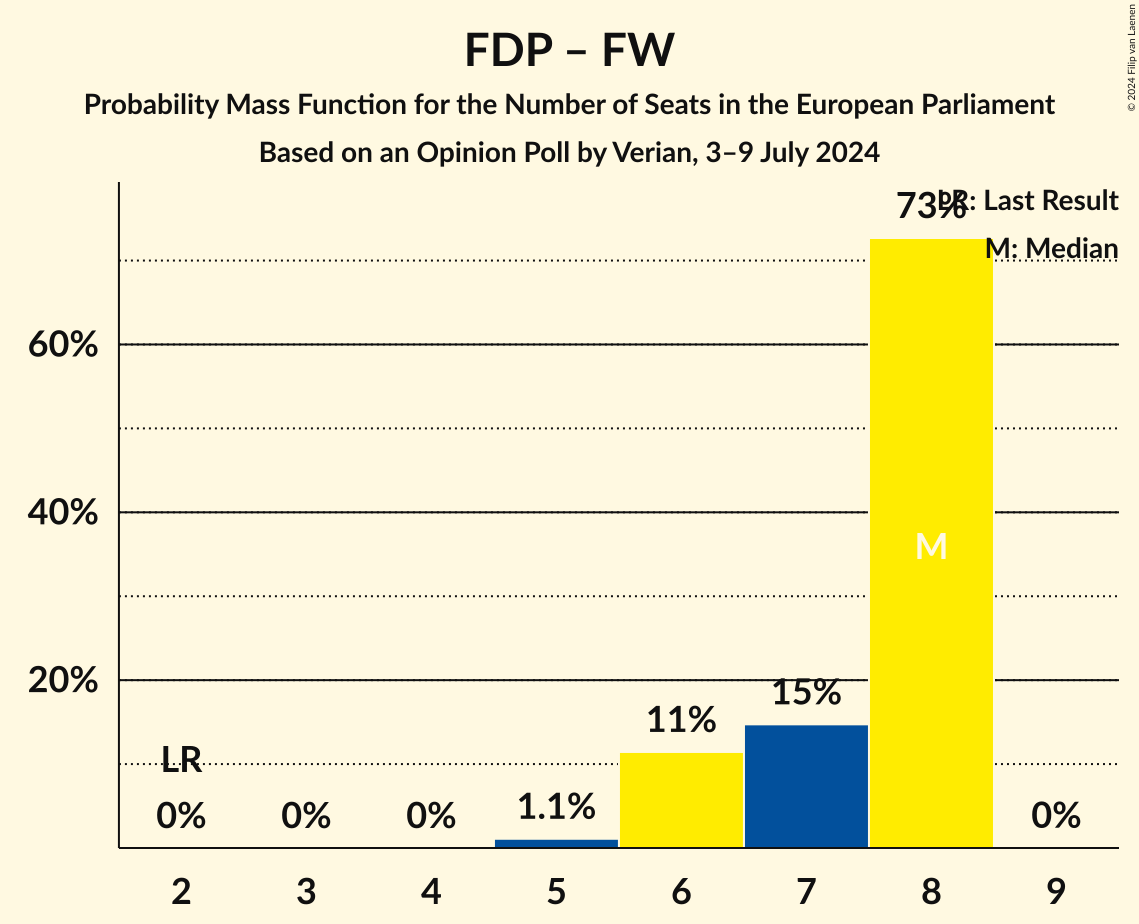 FDP – FW
Probability Mass Function for the Number of Seats in the European Parliament
Based on an Opinion Poll by Verian, 3–9 July 2024
© 2024 Filip van Laenen
LR: Last Result
M: Median
73%
60%
40%
20%
M
15%
11%
1.1%
LR
0%
0%
0%
0%
2 3 4 5 6 7 8 9